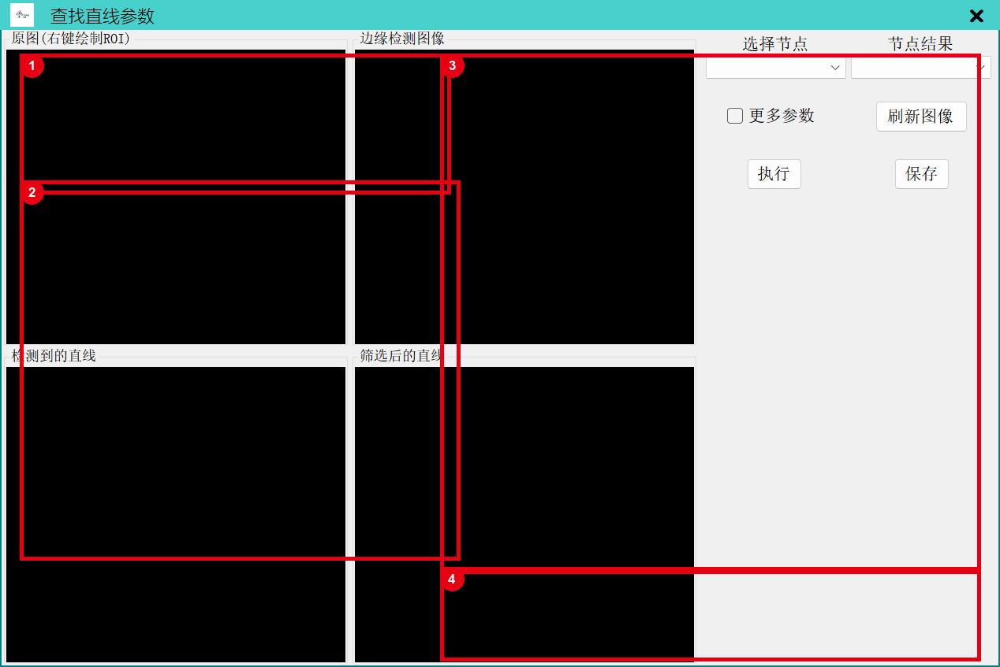 查找直线参数
原图(右键绘制ROI)
边缘检测图像
选择节点
节点结果
1
3
更多参数
刷新图像
执行
保存
2
检测到的直线
筛选后的直线
4